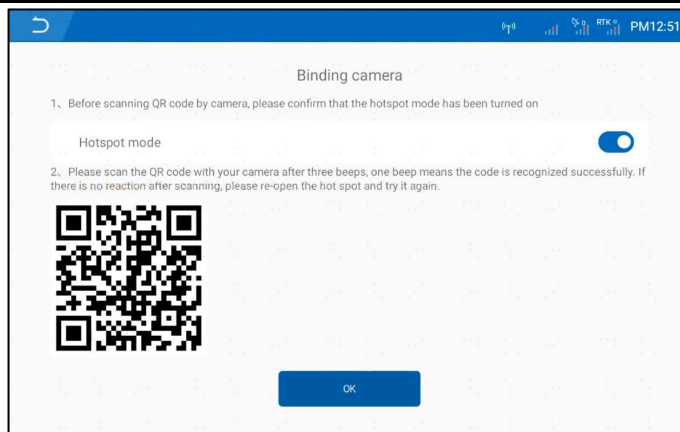 RTK
PM12:51
Binding camera
1、Before scanning QR code by camera, please confirm that the hotspot mode has been turned on
Hotspot mode
2、Please scan the QR code with your camera after three beeps, one beep means the code is recognized successfully. If
there is no reaction after scanning, please re-open the hot spot and try it again.
OK